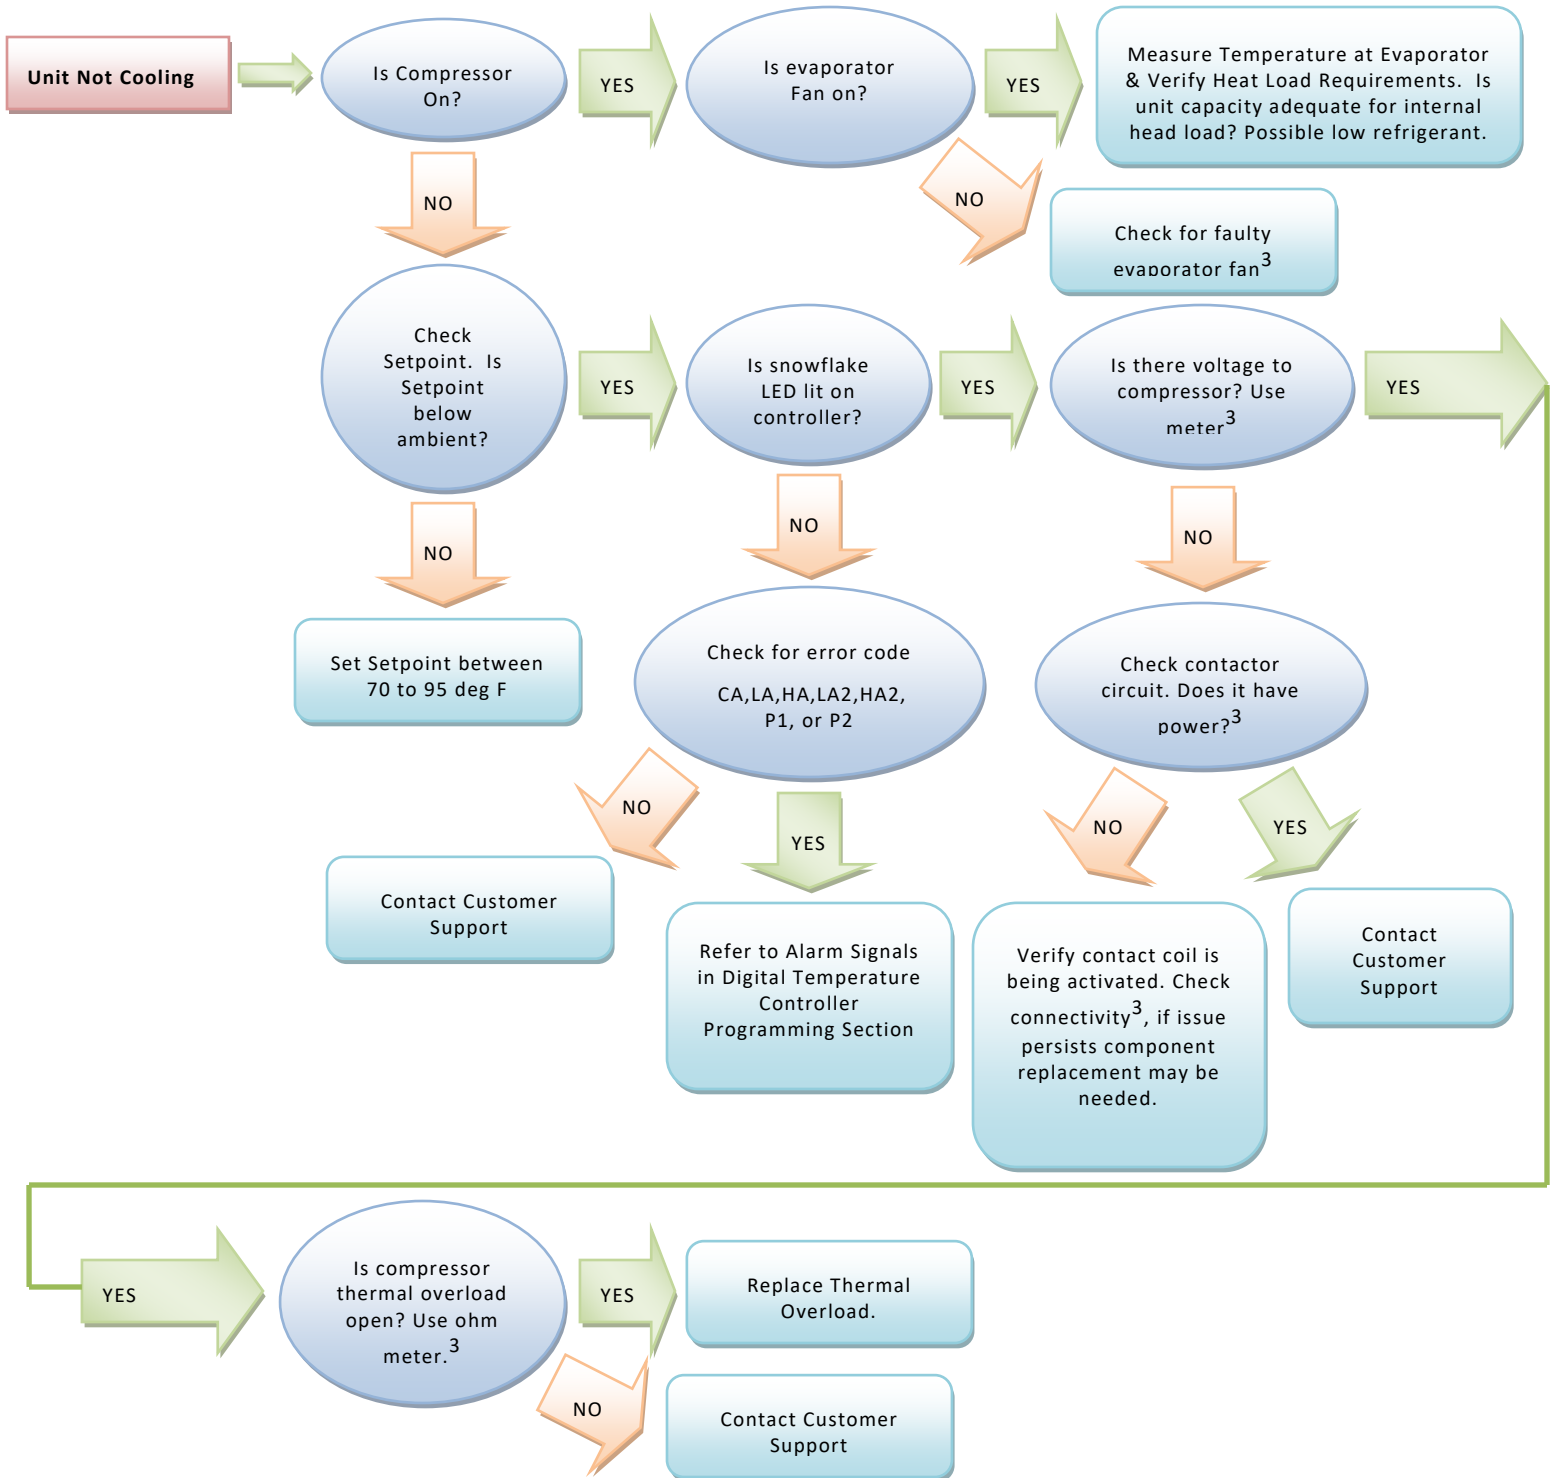 Unit Not Cooling
Is Compressor
On?
YES
Is evaporator
Fan on?
YES
Measure Temperature at Evaporator
& Verify Heat Load Requirements. Is
unit capacity adequate for internal
head load? Possible low refrigerant.
NO
NO
Check for faulty
evaporator fan3
Check
Setpoint. Is
Setpoint
below
ambient?
YES
Is snowflake
LED lit on
controller?
YES
Is there voltage to
compressor? Use
meter3
YES
NO
NO
NO
Set Setpoint between
70 to 95 deg F
Check for error code
CA,LA,HA,LA2,HA2,
P1, or P2
Check contactor
circuit. Does it have
power?3
NO
YES
NO
YES
Contact Customer
Support
Refer to Alarm Signals
in Digital Temperature
Controller
Programming Section
Verify contact coil is
being activated. Check
connectivity3, if issue
persists component
replacement may be
needed.
Contact
Customer
Support
YES
Is compressor
thermal overload
open? Use ohm
meter.3
YES
Replace Thermal
Overload.
NO
Contact Customer
Support